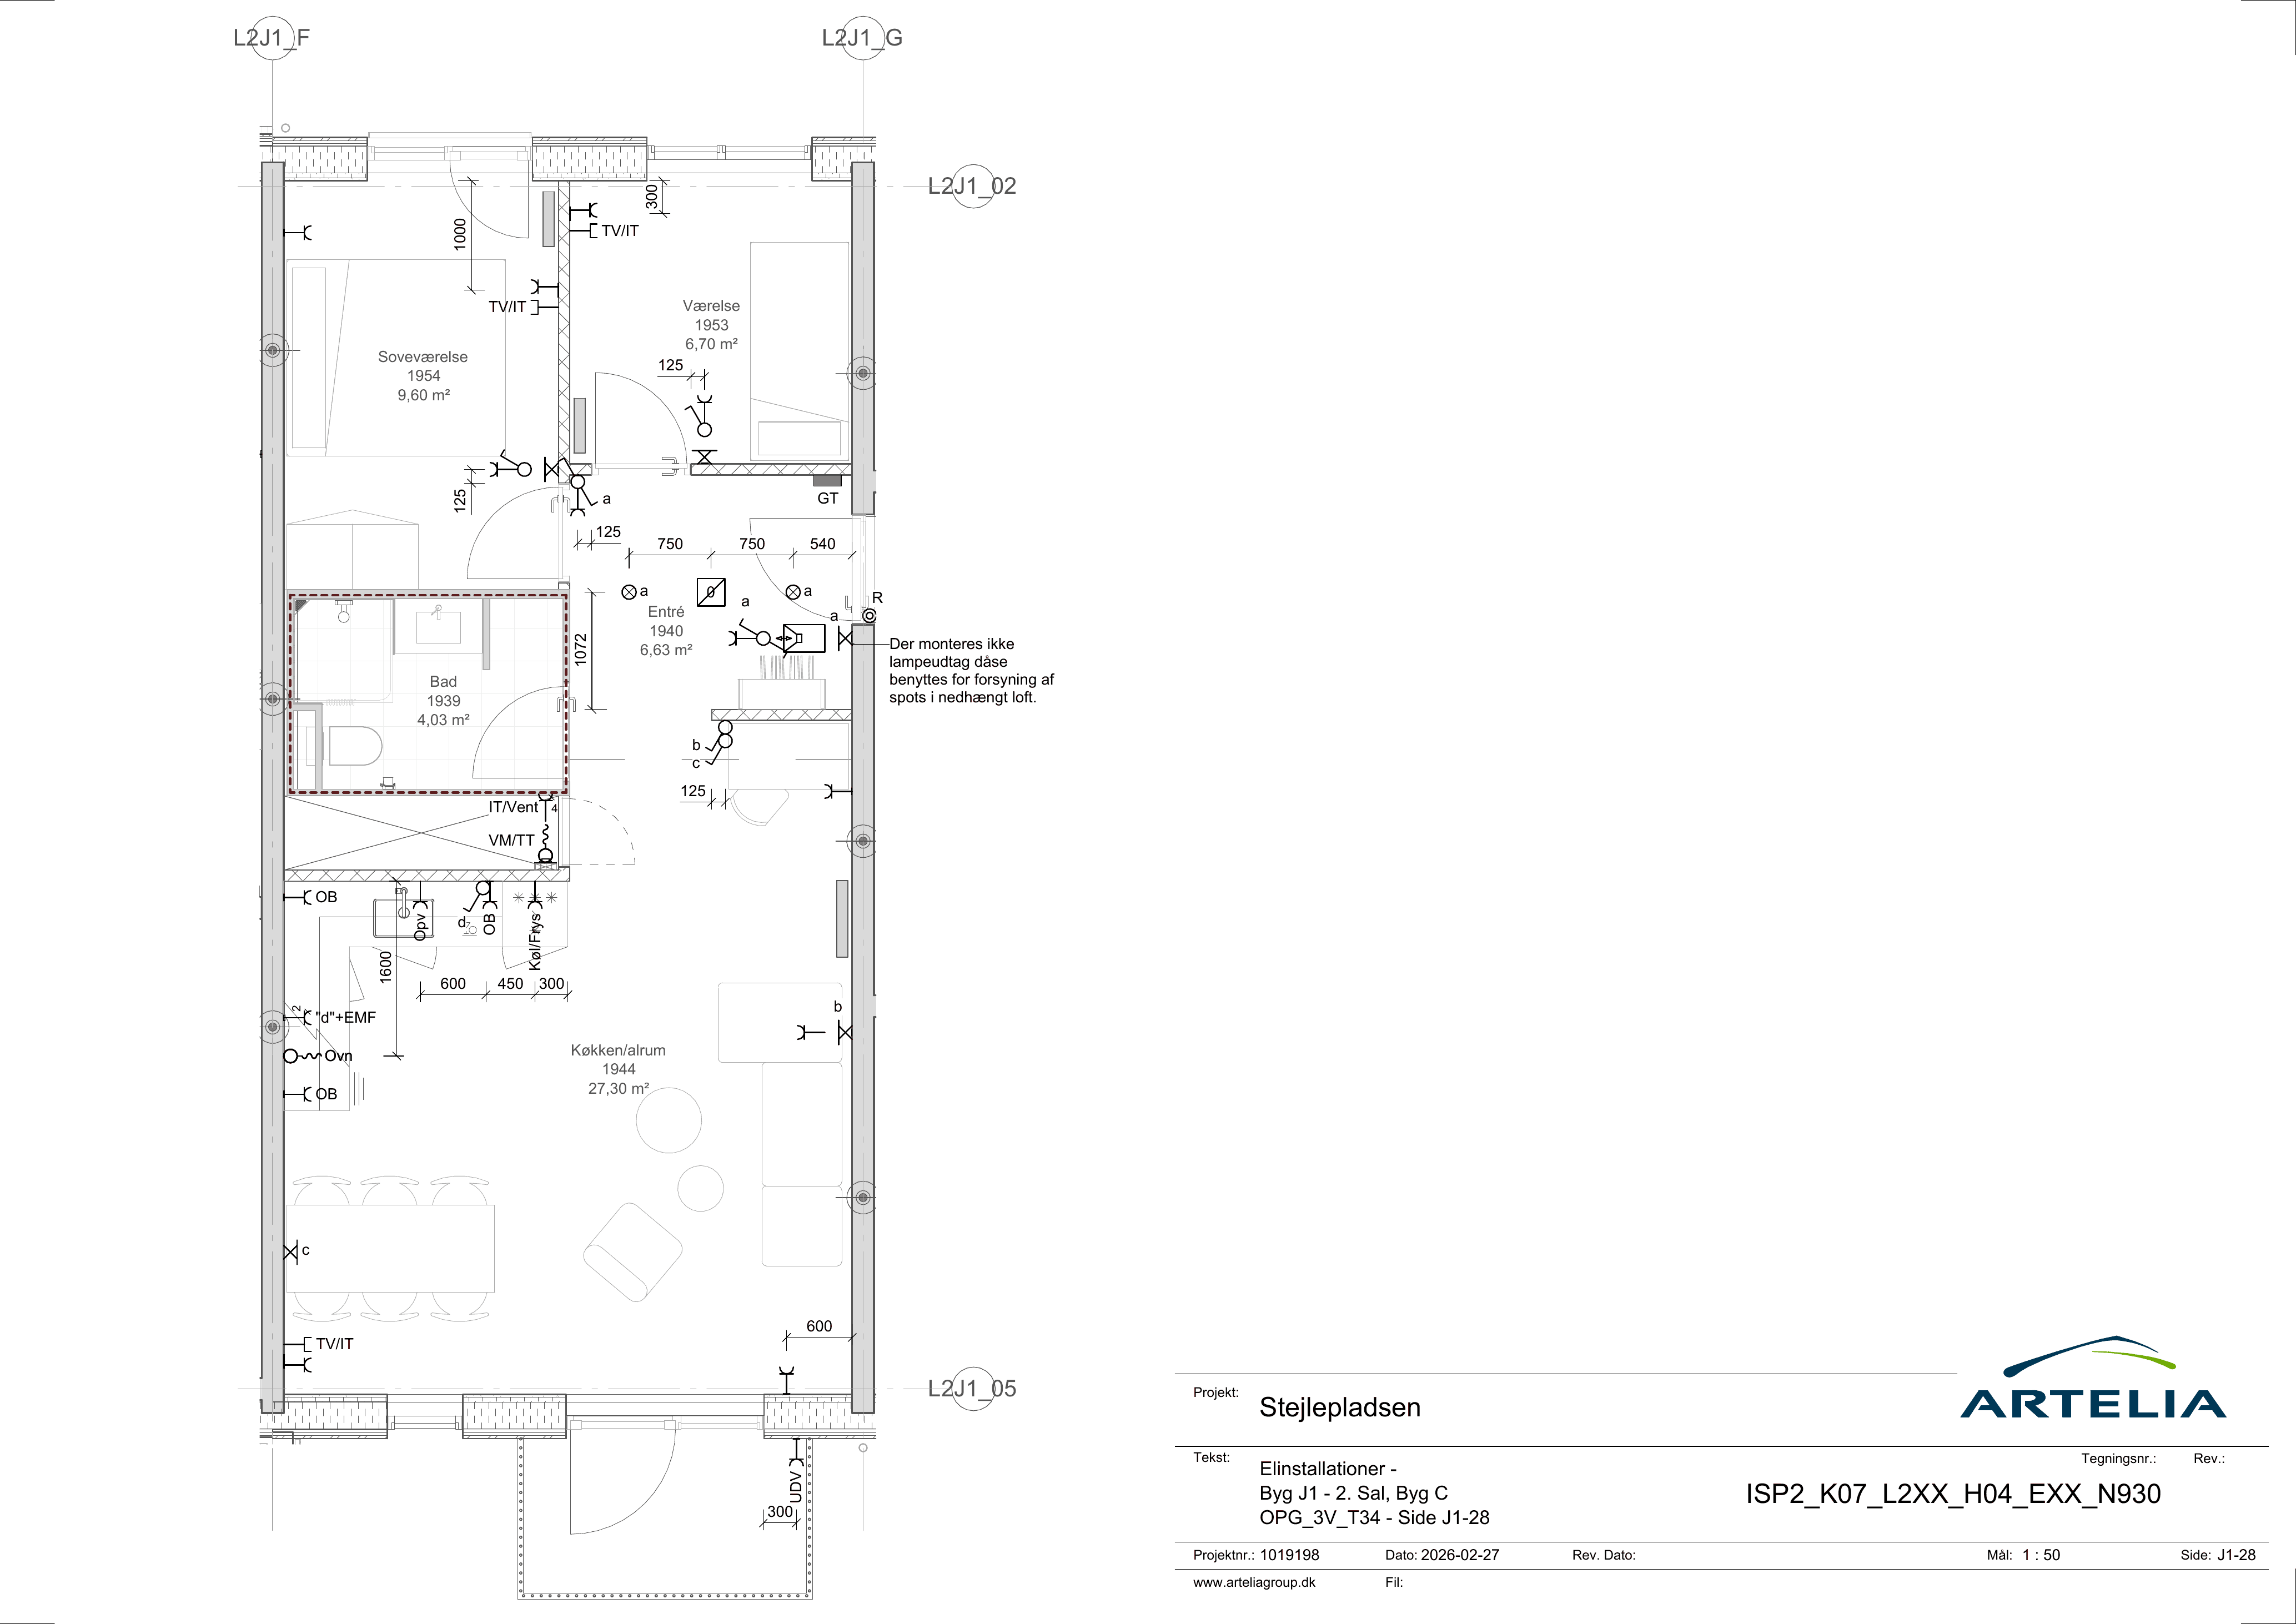 L2J1_F
L2J1_G
L2J1_02
300
1000
TV/IT
TV/IT
Værelse
1953
6,70 m²
Soveværelse
1954
9,60 m²
125
125
a
GT
125
750
750
540
a
0
a
R
a
a
Entré
1940
6,63 m²
1072
Der monteres ikke
lampeudtag dåse
benyttes for forsyning af
spots i nedhængt loft.
Bad
1939
4,03 m²
b
c
125
IT/Vent
4
VM/TT
OB
Opv
d
OB
Køl/Frys
1600
600
450
300
2
"d"+EMF
b
Ovn
Køkken/alrum
1944
27,30 m²
OB
c
TV/IT
600
L2J1_05
UDV
300
Projekt:
Stejlepladsen
ARTELIA
Tekst:
Elinstallationer -
Byg J1 - 2. Sal, Byg C
OPG_3V_T34 - Side J1-28
Tegningsnr.:
Rev.:
ISP2_K07_L2XX_H04_EXX_N930
Projektnr.: 1019198
Dato: 2026-02-27
Rev. Dato:
Mål: 1 : 50
Side: J1-28
www.arteliagroup.dk
Fil: